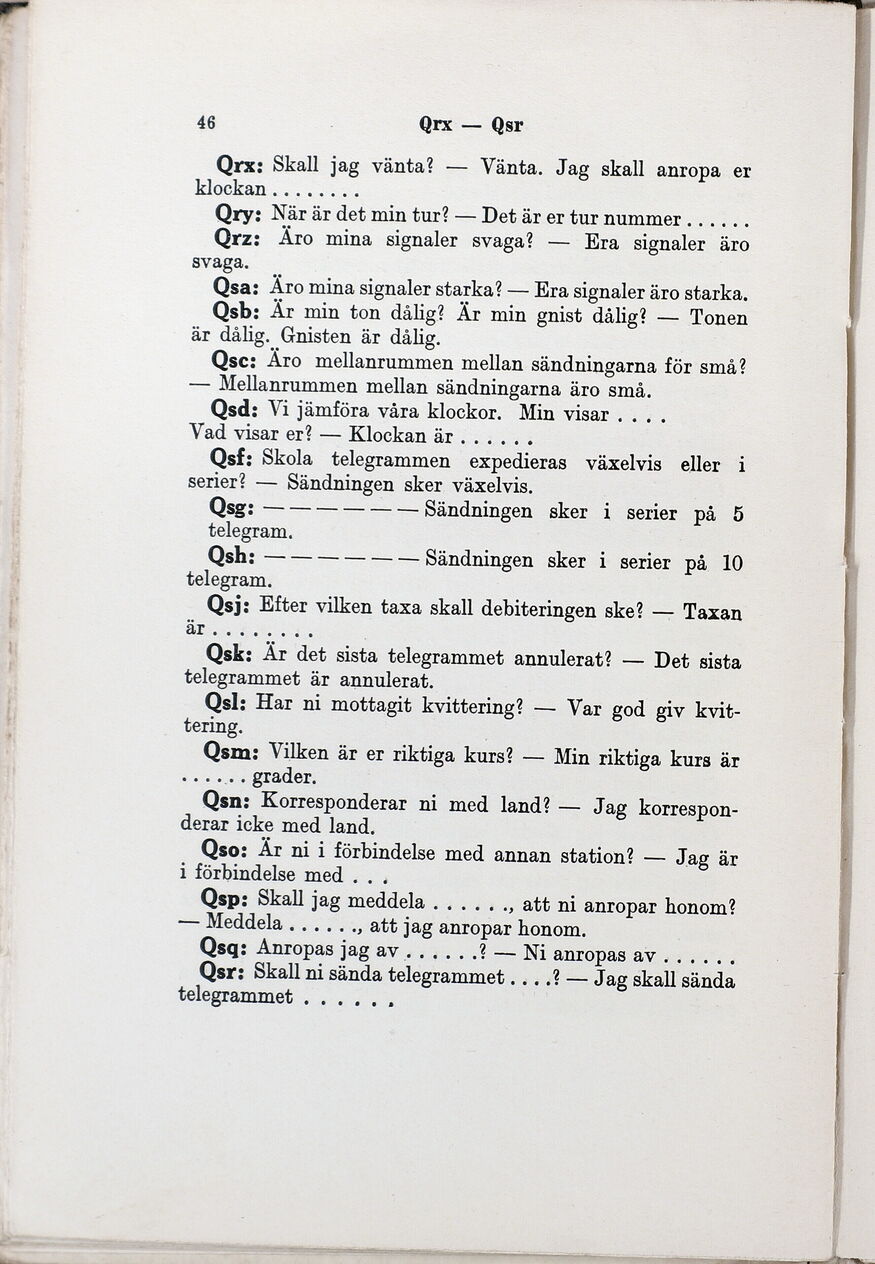 46 Qrx — Qsr
Qrx: Skall jag vänta? — Vänta. Jag skall anropa er
klockan ........
Qry: När är det min tur? — Det är er tur nummer ......
Qrz: Äro mina signaler svaga? — Era signaler äro
svaga.
Qsa: Äro mina signaler starka? — Era signaler äro starka.
Qsb: Är min ton dålig? Är min gnist dålig? — Tonen
är dålig. Gnisten är dålig.
Qsc: Äro mellanrummen mellan sändningarna för små?
— Mellanrummen mellan sändningarna äro små.
Qsd: Vi jämföra våra klockor. Min visar ....
Vad visar er? — Klockan är ......
Qsf: Skola telegrammen expedieras växelvis eller i
serier? — Sändningen sker växelvis.
Qsg: — — — — — — — Sändningen sker i serier på 5
telegram.
Qsh: — — — — — — — Sändningen sker i serier på 10
telegram.
Qsj: Efter vilken taxa skall debiteringen ske? — Taxan
är ........
Qsk: Är det sista telegrammet annulerat? — Det sista
telegrammet är annulerat.
Qsl: Har ni mottagit kvittering? — Var god giv kvit-
tering.
Qsm: Vilken är er riktiga kurs? — Min riktiga kurs är
...... grader.
Qsn: Korresponderar ni med land? — Jag korrespon-
derar icke med land.
Qso: Är ni i förbindelse med annan station? — Jag är
i förbindelse med ...
Qsp: Skall jag meddela ......, att ni anropar honom?
— Meddela ......, att jag anropar honom.
Qsq: Anropas jag av ......? — Ni anropas av ......
Qsr: Skall ni sända telegrammet ....? — Jag skall sända
telegrammet ......